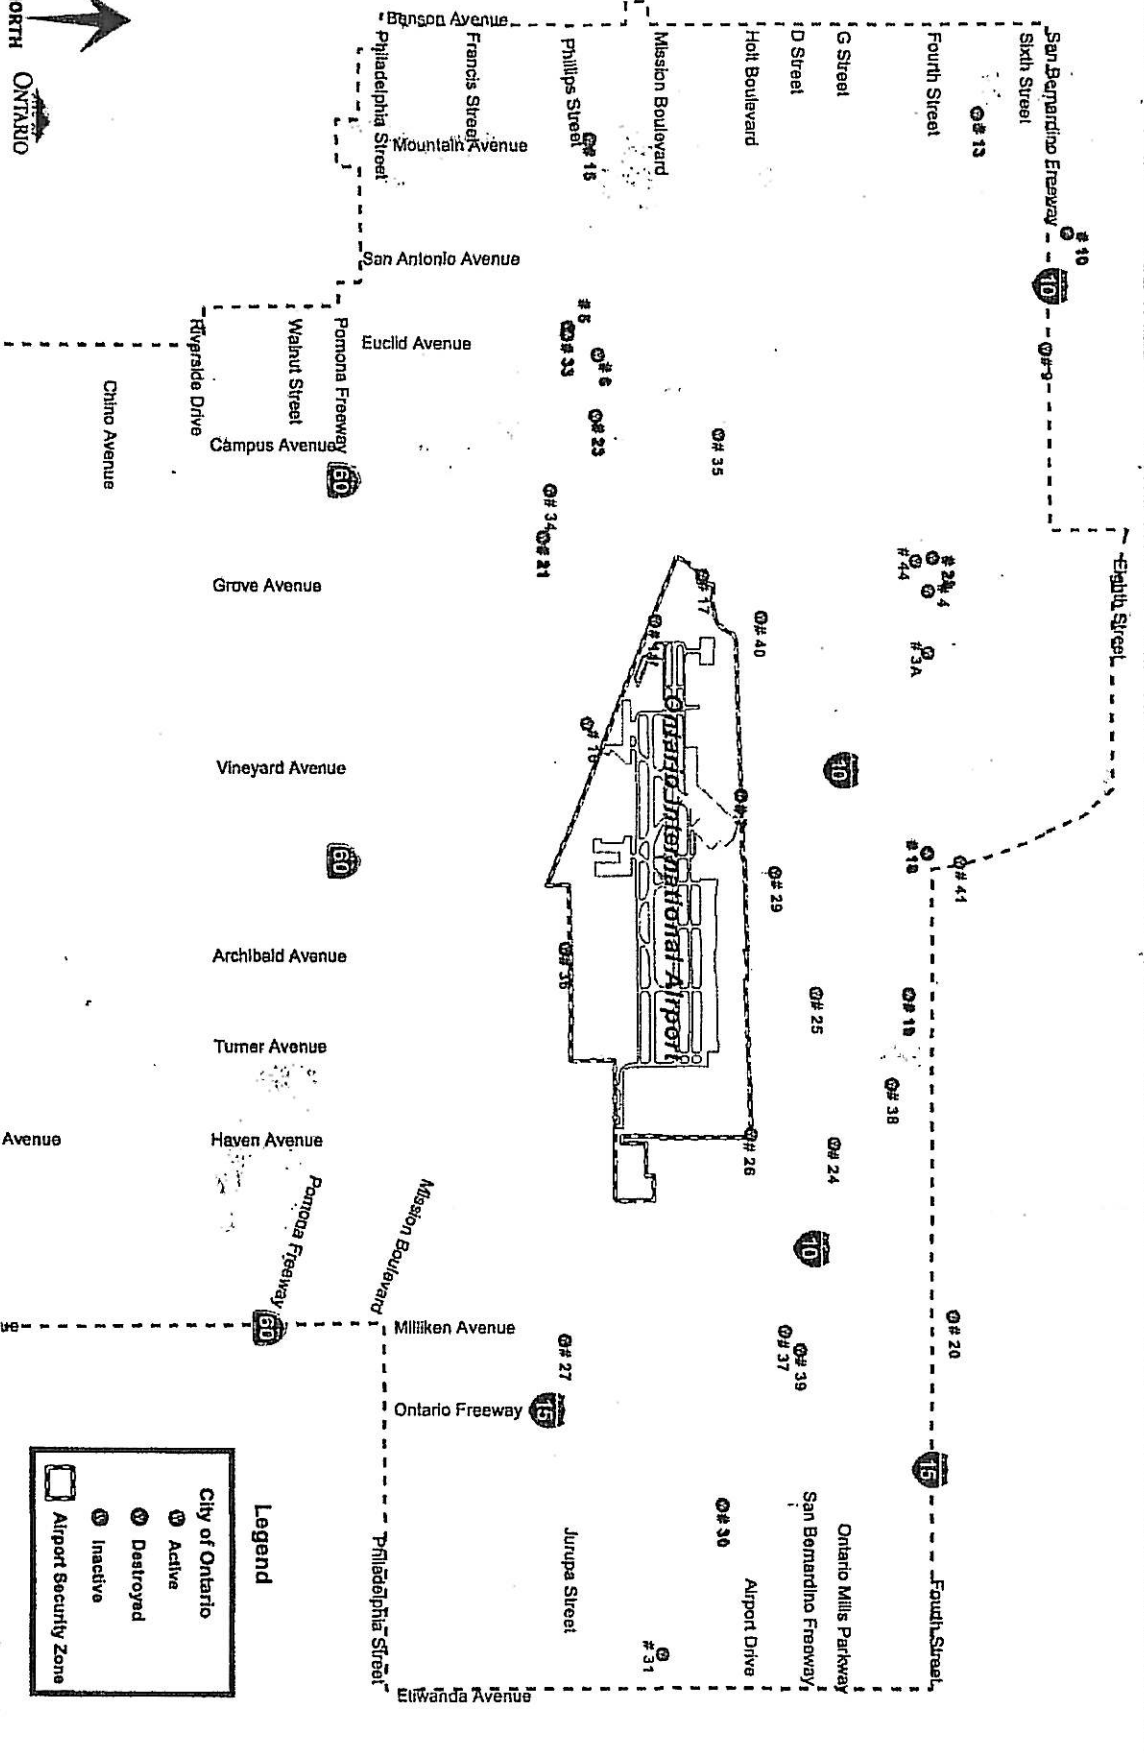 NORTH
ONTARIO
Benson Avenue
Philadelphia Street
Francis Street
Phillips Street
Mission Boulevard
Holt Boulevard
D Street
G Street
Fourth Street
Sixth Street
San Bernardino Freeway
# 13
Mountain Avenue
# 10
10
San Antonio Avenue
Euclid Avenue
# 5
# 33
# 6
# 9
Riverside Drive
Walnut Street
Pomona Freeway
Chino Avenue
Campus Avenue
60
# 23
# 35
# 34
# 21
Eighth Street
# 44
# 4
# 3A
Grove Avenue
# 17
# 40
Ontario International Airport
Vineyard Avenue
10
60
# 29
# 18
# 41
Archibald Avenue
# 36
# 25
# 19
Turner Avenue
# 38
Avenue
Haven Avenue
# 26
# 24
Pomona Freeway
Mission Boulevard
10
60
Milliken Avenue
# 27
# 37
# 39
# 20
Ontario Freeway
15
15
# 30
Jurupa Street
Airport Drive
San Bernardino Freeway
Ontario Mills Parkway
Fourth Street
# 31
Philadelphia Street
Etiwanda Avenue
Legend
City of Ontario
Active
Destroyed
Inactive
Airport Security Zone